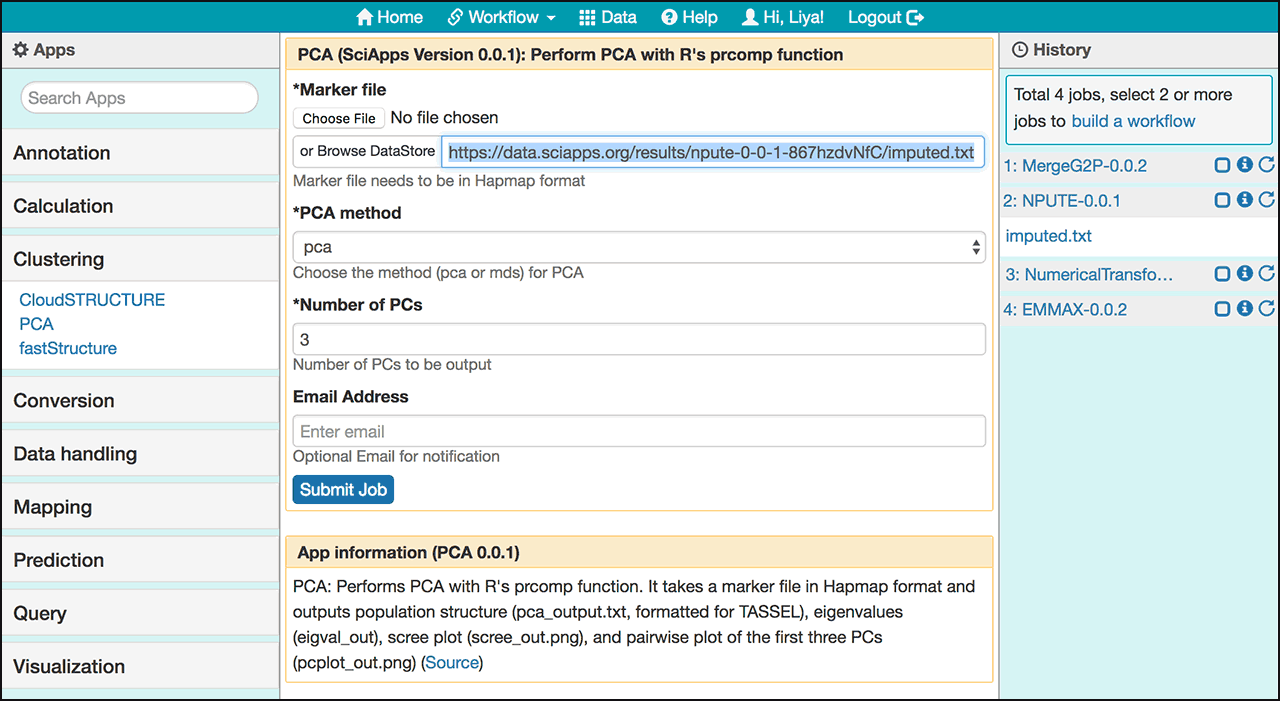 Home Workflow Data Help Hi, Liya! Logout
Apps
Search Apps
Annotation
Calculation
Clustering
CloudSTRUCTURE
PCA
fastStructure
Conversion
Data handling
Mapping
Prediction
Query
Visualization
PCA (SciApps Version 0.0.1): Perform PCA with R's prcomp function
*Marker file
Choose File No file chosen
or Browse DataStore https://data.sciapps.org/results/npute-0-0-1-867hzdvNfC/imputed.txt
Marker file needs to be in Hapmap format
*PCA method
pca
Choose the method (pca or mds) for PCA
*Number of PCs
3
Number of PCs to be output
Email Address
Enter email
Optional Email for notification
Submit Job
App information (PCA 0.0.1)
PCA: Performs PCA with R's prcomp function. It takes a marker file in Hapmap format and
outputs population structure (pca_output.txt, formatted for TASSEL), eigenvalues
(eigval_out), scree plot (scree_out.png), and pairwise plot of the first three PCs
(pcplot_out.png) (Source)
History
Total 4 jobs, select 2 or more
jobs to build a workflow
1: MergeG2P-0.0.2
2: NPUTE-0.0.1
imputed.txt
3: NumericalTransfo...
4: EMMAX-0.0.2